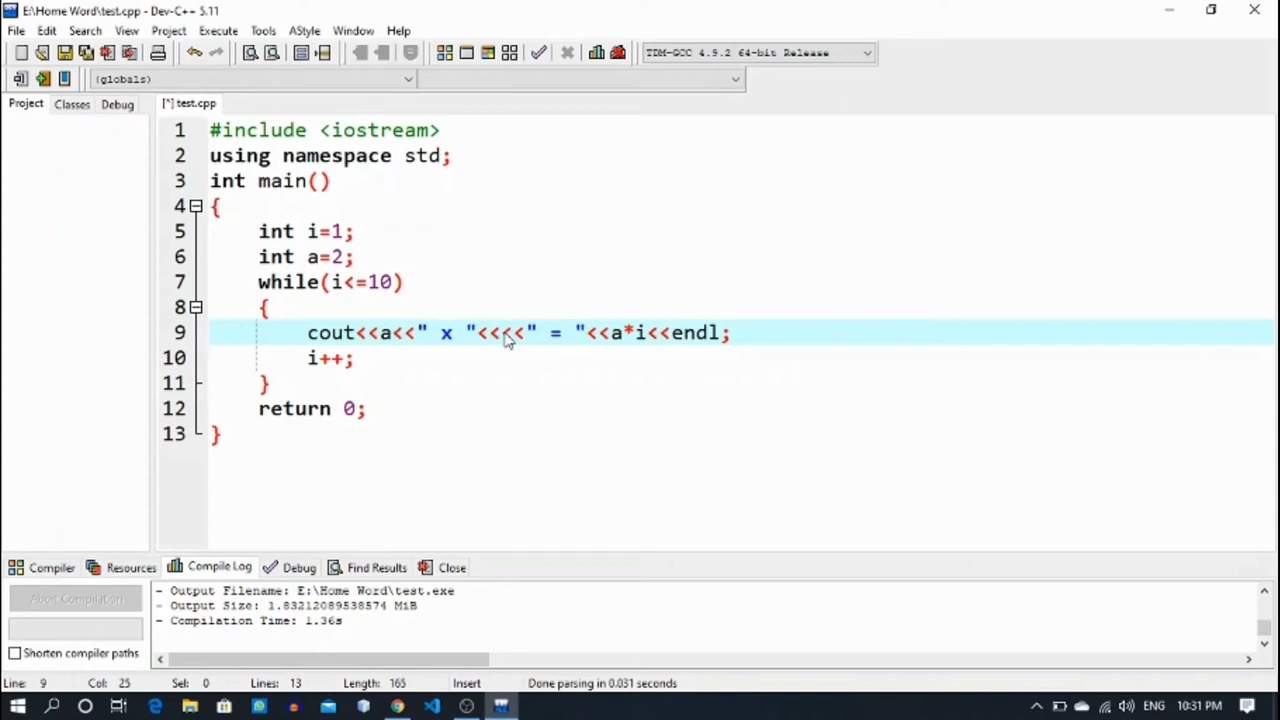 E:\Home Word\test.cpp - Dev-C++ 5.11
File Edit Search View Project Execute Tools AStyle Window Help
TDM-GCC 4.9.2 64-bit Release
(globals)
Project Classes Debug [*] test.cpp
1 #include <iostream>
2 using namespace std;
3 int main()
4 {
5 int i=1;
6 int a=2;
7 while(i<=10)
8 {
9 cout<<a<<" x "<<<<" = "<<a*i<<endl;
10 i++;
11 }
12 return 0;
13 }
Compiler Resources Compile Log Debug Find Results Close
Abort Compilation
Shorten compiler paths
- Output Filename: E:\Home Word\test.exe
- Output Size: 1.83212089538574 MiB
- Compilation Time: 1.36s
Line: 9 Col: 25 Sel: 0 Lines: 13 Length: 165 Insert Done parsing in 0.031 seconds
ENG 10:31 PM